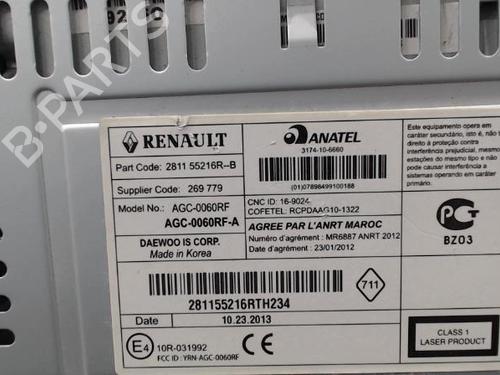 B-PARTS
RENAULT
Part Code: 2811 55216R--B
Supplier Code: 269 779
Model No.: AGC-0060RF
AGC-0060RF-A
DAEWOO IS CORP.
Made in Korea
281155216RTH234
Date 10.23.2013
E4 10R-031992
FCC ID : YRN-AGC-0060RF
CE
ANATEL
3174-10-6660
(01)07898499100188
CNC ID: 16-9024
COFETEL: RCPDAAG10-1322
AGREE PAR L'ANRT MAROC
Numéro d'agrément : MR6887 ANRT 2012
Date d'agrément : 23/01/2012
711
Este equipamento opera em
caráter secundário, isto é, não
direito a proteção contra
interferência prejudicial, mesmo
estações do mesmo tipo, e não
causar interferência a
operando em caráter primário.
PCT
BZ03
CLASS 1
LASER PRODUCT